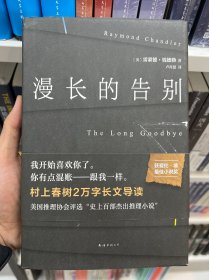 Raymond Chandler
[美] 雷蒙德·钱德勒 著
漫长的告别
The Long Goodbye
我开始喜欢你了。
你有点混账——跟我一样。
村上春树2万字长文导读
美国推理协会评选“史上百部杰出推理小说”